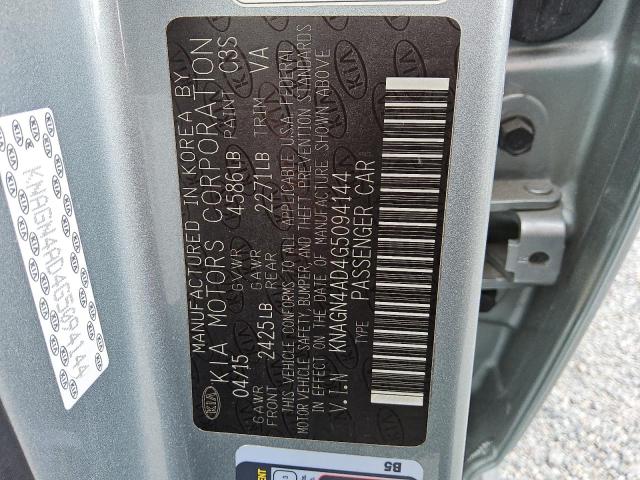 MANUFACTURED IN KOREA BY
KIA MOTORS CORPORATION
04/15 GVWR 4586LB PAINT C3S
GAWR FRONT 2425LB GAWR REAR 2271LB TRIM VA
THIS VEHICLE CONFORMS TO ALL APPLICABLE U.S.A FEDERAL
MOTOR VEHICLE SAFETY, BUMPER, AND THEFT PREVENTION STANDARDS
IN EFFECT ON THE DATE OF MANUFACTURE SHOWN ABOVE
V.I.N KNAGN4AD4G5094144
TYPE PASSENGER CAR
KIA
KNAGN4AD4G5094144
B5